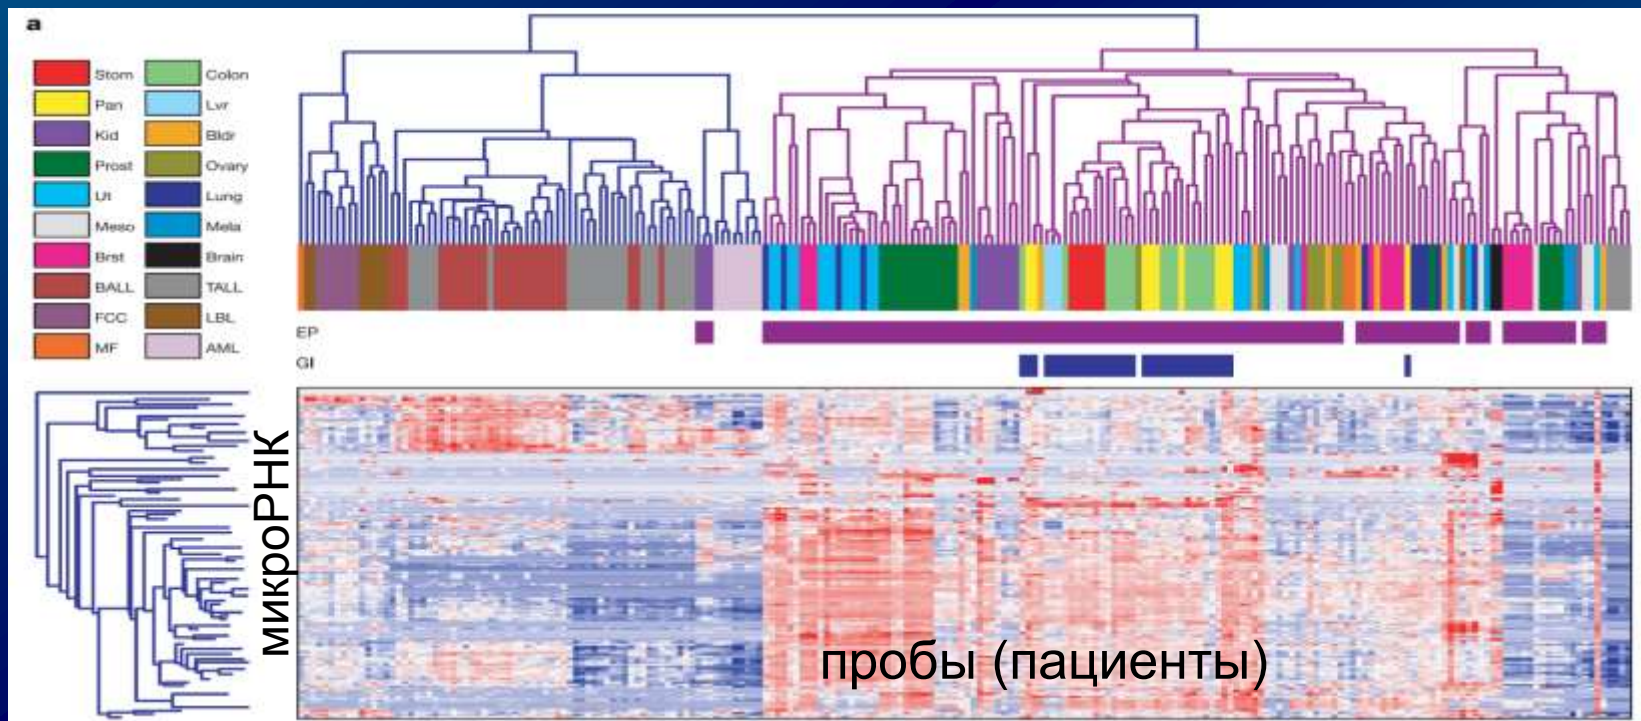 a
Stom Colon
Pan Lvr
Kid Bldr
Prost Ovary
Ut Lung
Meso Mela
Brst Brain
BALL TALL
FCC LBL
MF AML
EP
GI
микроРНК
пробы (пациенты)